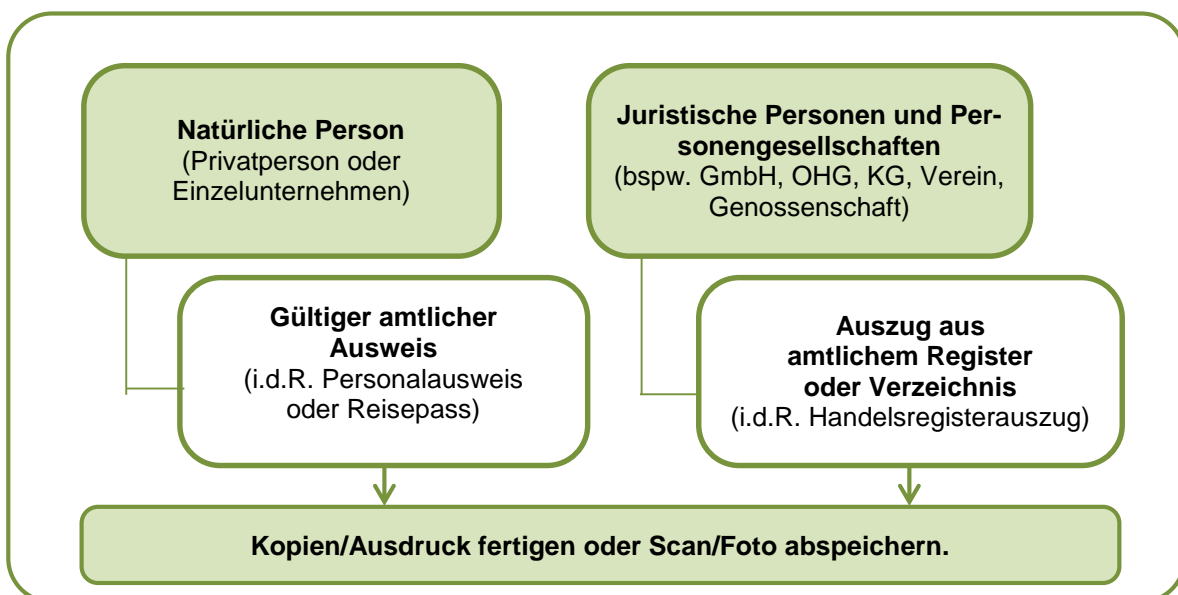 Natürliche Person
(Privatperson oder
Einzelunternehmen)
Juristische Personen und Per-
sonengesellschaften
(bspw. GmbH, OHG, KG, Verein,
Genossenschaft)
Gültiger amtlicher
Ausweis
(i.d.R. Personalausweis
oder Reisepass)
Auszug aus
amtlichem Register
oder Verzeichnis
(i.d.R. Handelsregisterauszug)
Kopien/Ausdruck fertigen oder Scan/Foto abspeichern.